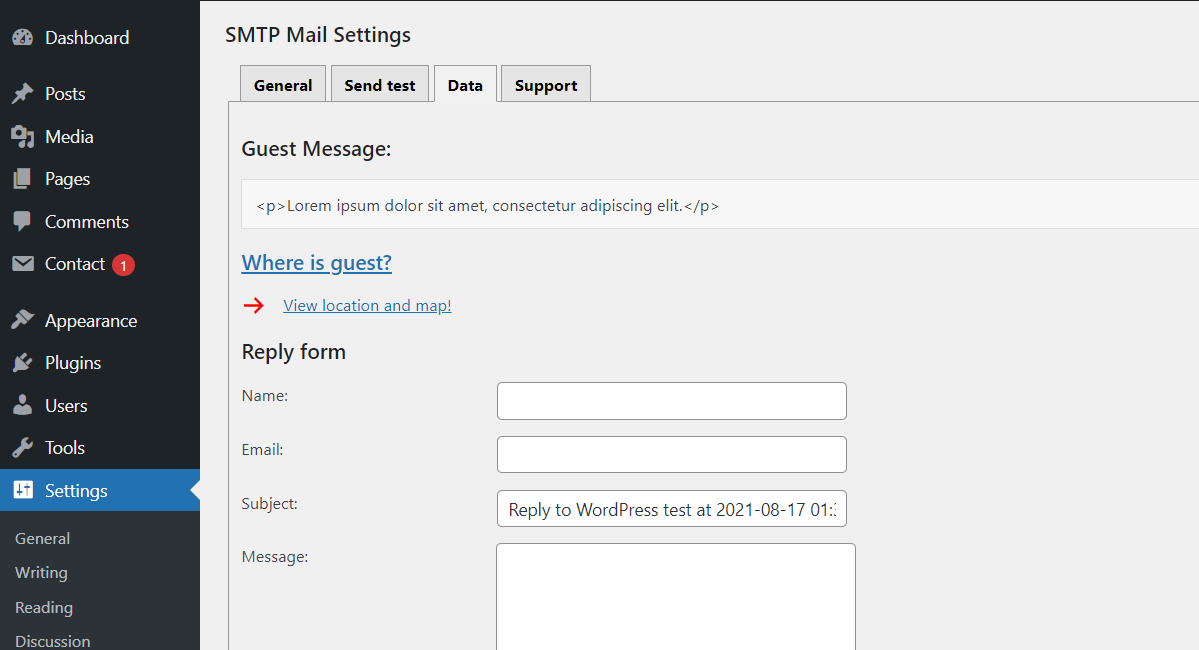 Dashboard
Posts
Media
Pages
Comments
Contact 1
Appearance
Plugins
Users
Tools
Settings
General
Writing
Reading
Discussion
SMTP Mail Settings
General Send test Data Support
Guest Message:
<p>Lorem ipsum dolor sit amet, consectetur adipiscing elit.</p>
Where is guest?
View location and map!
Reply form
Name:
Email:
Subject: Reply to WordPress test at 2021-08-17 01:
Message: